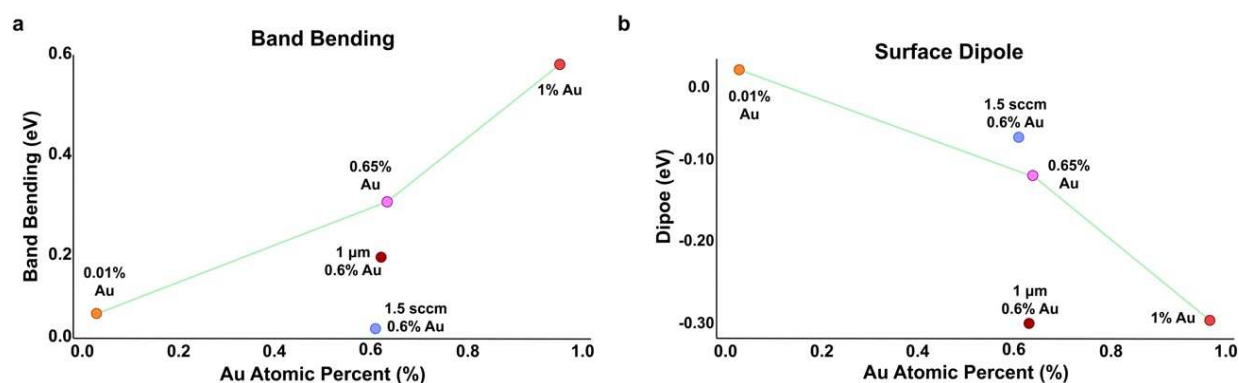 a
Band Bending
Band Bending (eV)
0.6
0.4
0.2
0.0
0.01%
Au
0.65%
Au
1% Au
1 µm
0.6% Au
1.5 sccm
0.6% Au
0.0 0.2 0.4 0.6 0.8 1.0
Au Atomic Percent (%)
b
Surface Dipole
Dipoe (eV)
0.0
-0.10
-0.20
-0.30
0.01%
Au
1.5 sccm
0.6% Au
0.65%
Au
1 µm
0.6% Au
1% Au
0.0 0.2 0.4 0.6 0.8 1.0
Au Atomic Percent (%)